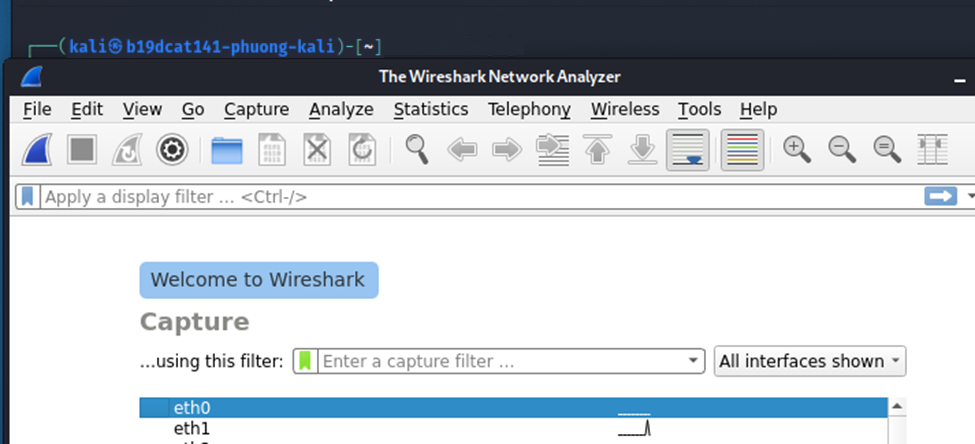 (kali㉿b19dcat141-phuong-kali)-[~]
The Wireshark Network Analyzer
File Edit View Go Capture Analyze Statistics Telephony Wireless Tools Help
Apply a display filter ... <Ctrl-/>
Welcome to Wireshark
Capture
...using this filter: Enter a capture filter ... All interfaces shown
eth0
eth1